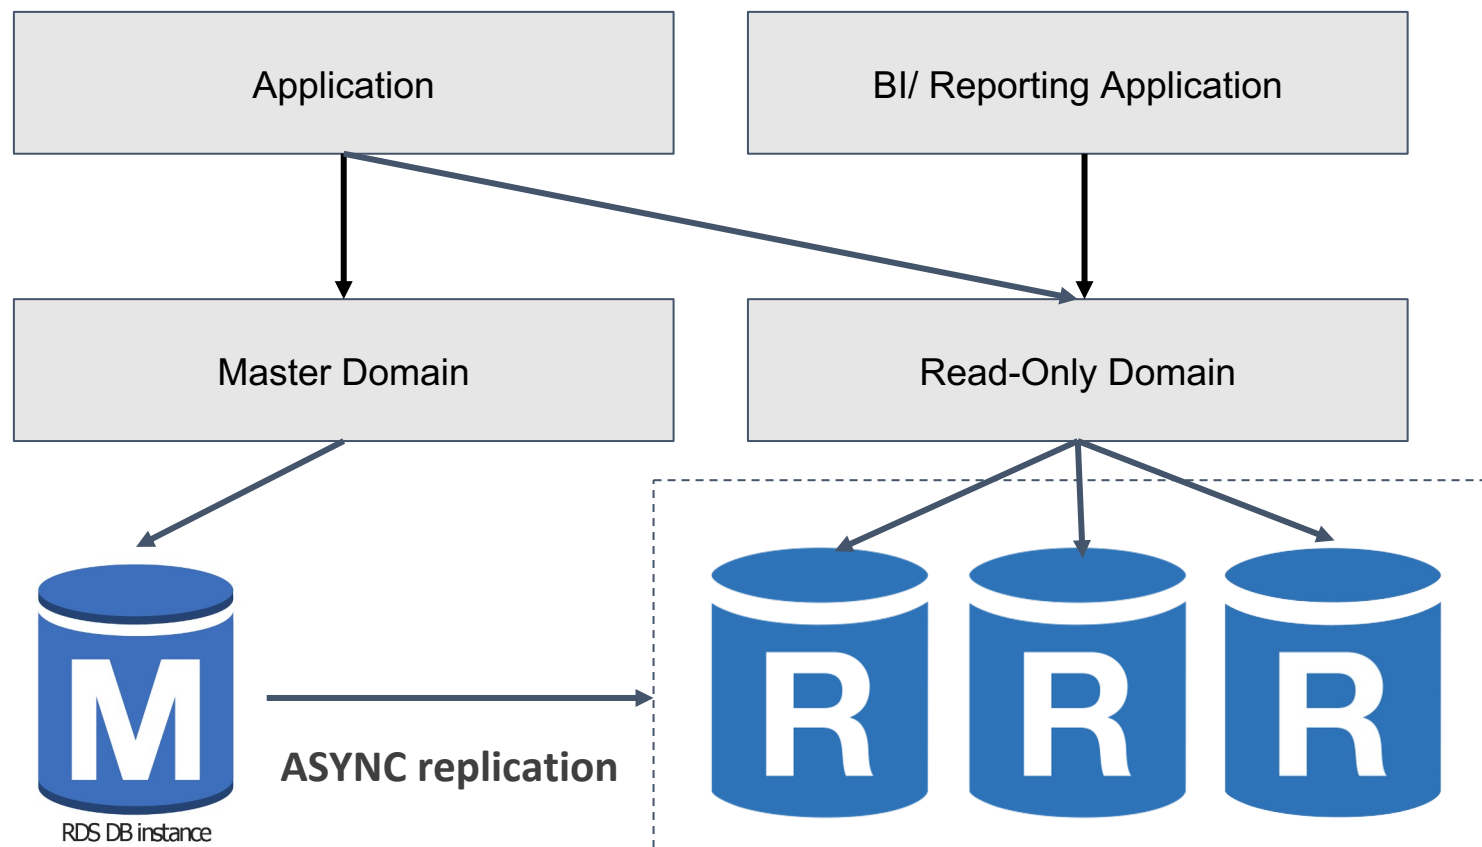 Application
BI/ Reporting Application
Master Domain
Read-Only Domain
M
R
R
R
ASYNC replication
RDS DB instance